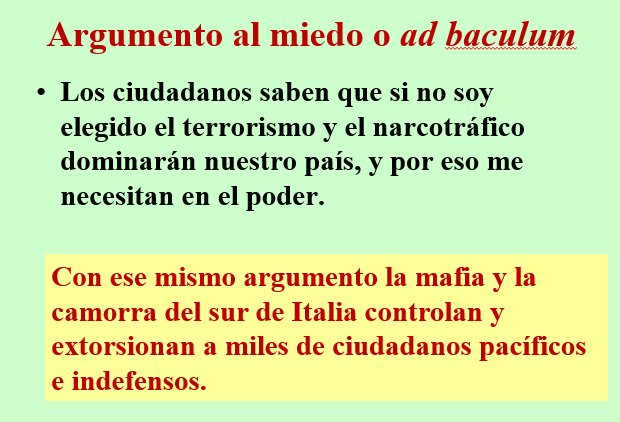 Argumento al miedo o ad baculum
• Los ciudadanos saben que si no soy
elegido el terrorismo y el narcotráfico
dominarán nuestro país, y por eso me
necesitan en el poder.
Con ese mismo argumento la mafia y la
camorra del sur de Italia controlan y
extorsionan a miles de ciudadanos pacíficos
e indefensos.